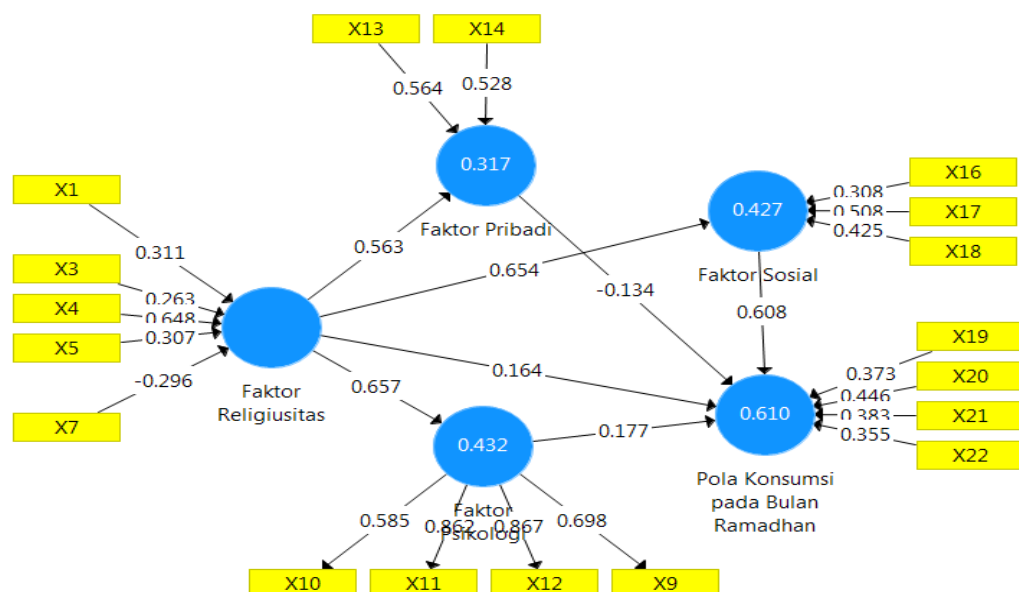 X13
X14
0.564
0.528
0.317
Faktor Pribadi
X1
0.311
X3
0.263
X4
0.648
X5
0.307
X7
-0.296
Faktor
Religiusitas
0.563
0.654
0.164
0.657
-0.134
0.427
Faktor Sosial
X16
0.308
X17
0.508
X18
0.425
0.608
0.610
Pola Konsumsi
pada Bulan
Ramadhan
X19
0.373
X20
0.446
X21
0.383
X22
0.355
0.177
0.432
Faktor
Psikologi
0.585
0.862
0.867
0.698
X10
X11
X12
X9